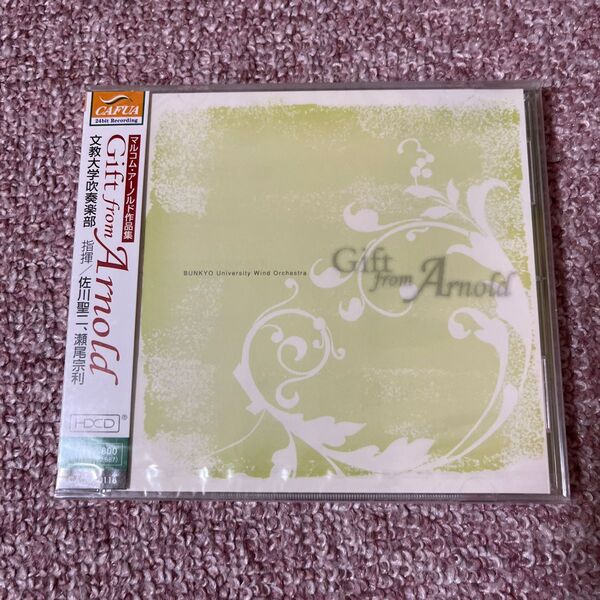 CAFUA
24bit Recording
マルコム・アーノルド作品集
Gift from Arnold
文教大学吹奏楽部
指揮／佐川聖二、瀬尾宗利
HDCD®
BUNKYO University Wind Orchestra
Gift
from Arnold